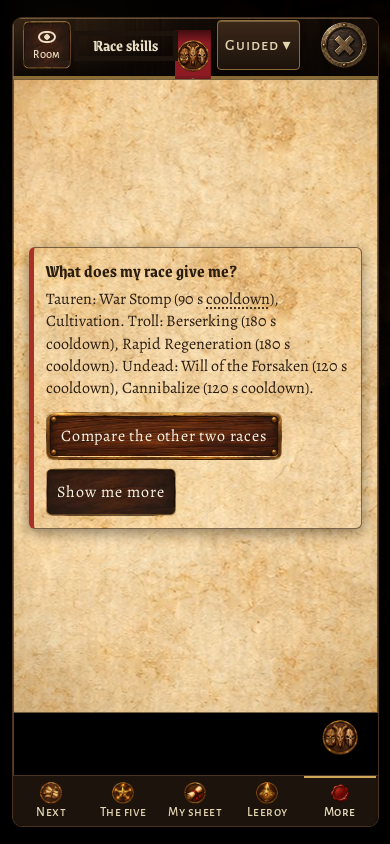 Room
Race skills
Guided ▼
What does my race give me?
Tauren: War Stomp (90 s cooldown),
Cultivation. Troll: Berserking (180 s
cooldown), Rapid Regeneration (180 s
cooldown). Undead: Will of the Forsaken (120 s
cooldown), Cannibalize (120 s cooldown).
Compare the other two races
Show me more
Next
The Five
My sheet
Leeroy
More